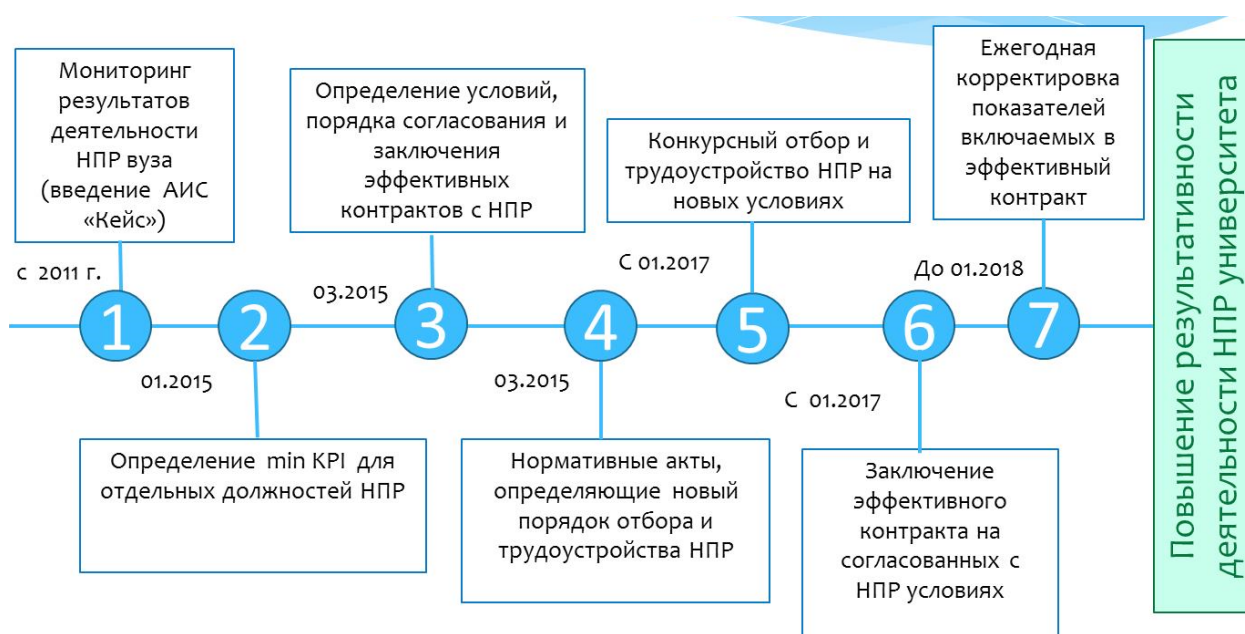 Мониторинг
результатов
деятельности
НПР вуза
(введение АИС
«Кейс»)
с 2011 г.
1
01.2015
2
Определение min KPI для
отдельных должностей НПР
Определение условий,
порядка согласования и
заключения
эффективных
контрактов с НПР
03.2015
3
03.2015
4
Нормативные акты,
определяющие новый
порядок отбора и
трудоустройства НПР
Конкурсный отбор и
трудоустройство НПР на
новых условиях
С 01.2017
5
С 01.2017
6
Заключение
эффективного
контракта на
согласованных с
НПР условиях
Ежегодная
корректировка
показателей
включаемых в
эффективный
контракт
До 01.2018
7
Повышение результативности
деятельности НПР университета